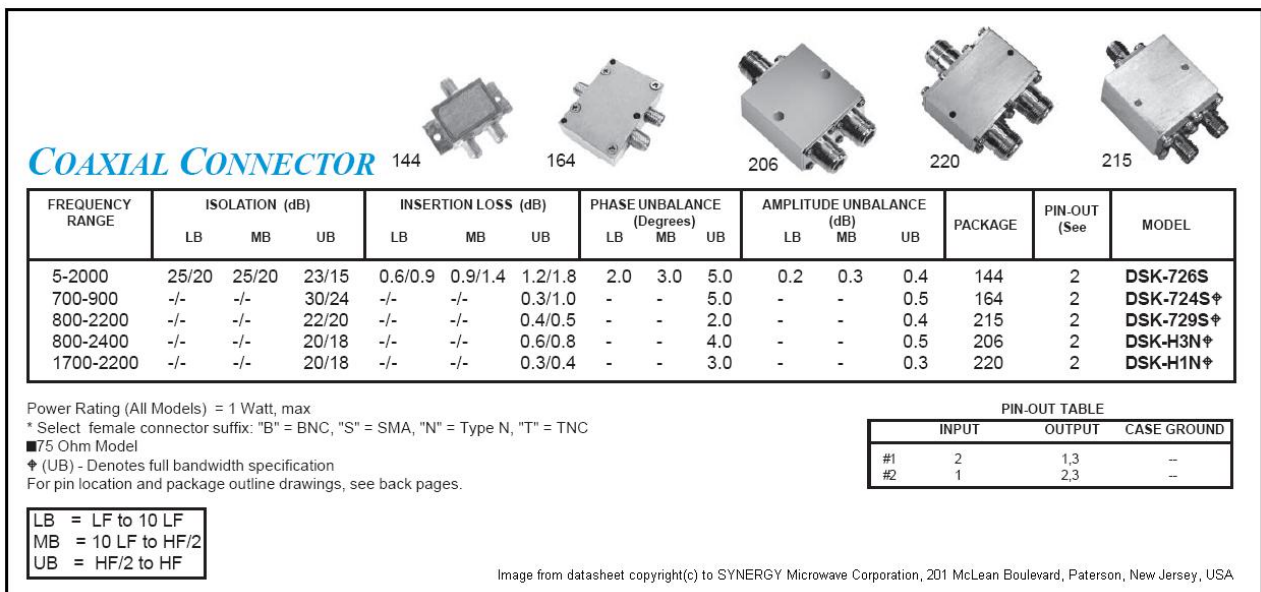 144
164
206
220
215
COAXIAL CONNECTOR
FREQUENCY RANGE ISOLATION (dB) INSERTION LOSS (dB) PHASE UNBALANCE (Degrees) AMPLITUDE UNBALANCE (dB) PACKAGE PIN-OUT (See MODEL
LB MB UB LB MB UB LB MB UB LB MB UB
5-2000 25/20 25/20 23/15 0.6/0.9 0.9/1.4 1.2/1.8 2.0 3.0 5.0 0.2 0.3 0.4 144 2 DSK-726S
700-900 -/- -/- 30/24 -/- -/- 0.3/1.0 - - 5.0 - - 0.5 164 2 DSK-724S⌖
800-2200 -/- -/- 22/20 -/- -/- 0.4/0.5 - - 2.0 - - 0.4 215 2 DSK-729S⌖
800-2400 -/- -/- 20/18 -/- -/- 0.6/0.8 - - 4.0 - - 0.5 206 2 DSK-H3N⌖
1700-2200 -/- -/- 20/18 -/- -/- 0.3/0.4 - - 3.0 - - 0.3 220 2 DSK-H1N⌖
Power Rating (All Models) = 1 Watt, max
* Select female connector suffix: "B" = BNC, "S" = SMA, "N" = Type N, "T" = TNC
■75 Ohm Model
⌖ (UB) - Denotes full bandwidth specification
For pin location and package outline drawings, see back pages.
PIN-OUT TABLE
INPUT OUTPUT CASE GROUND
#1 2 1,3 --
#2 1 2,3 --
LB = LF to 10 LF
MB = 10 LF to HF/2
UB = HF/2 to HF
Image from datasheet copyright(c) to SYNERGY Microwave Corporation, 201 McLean Boulevard, Paterson, New Jersey, USA